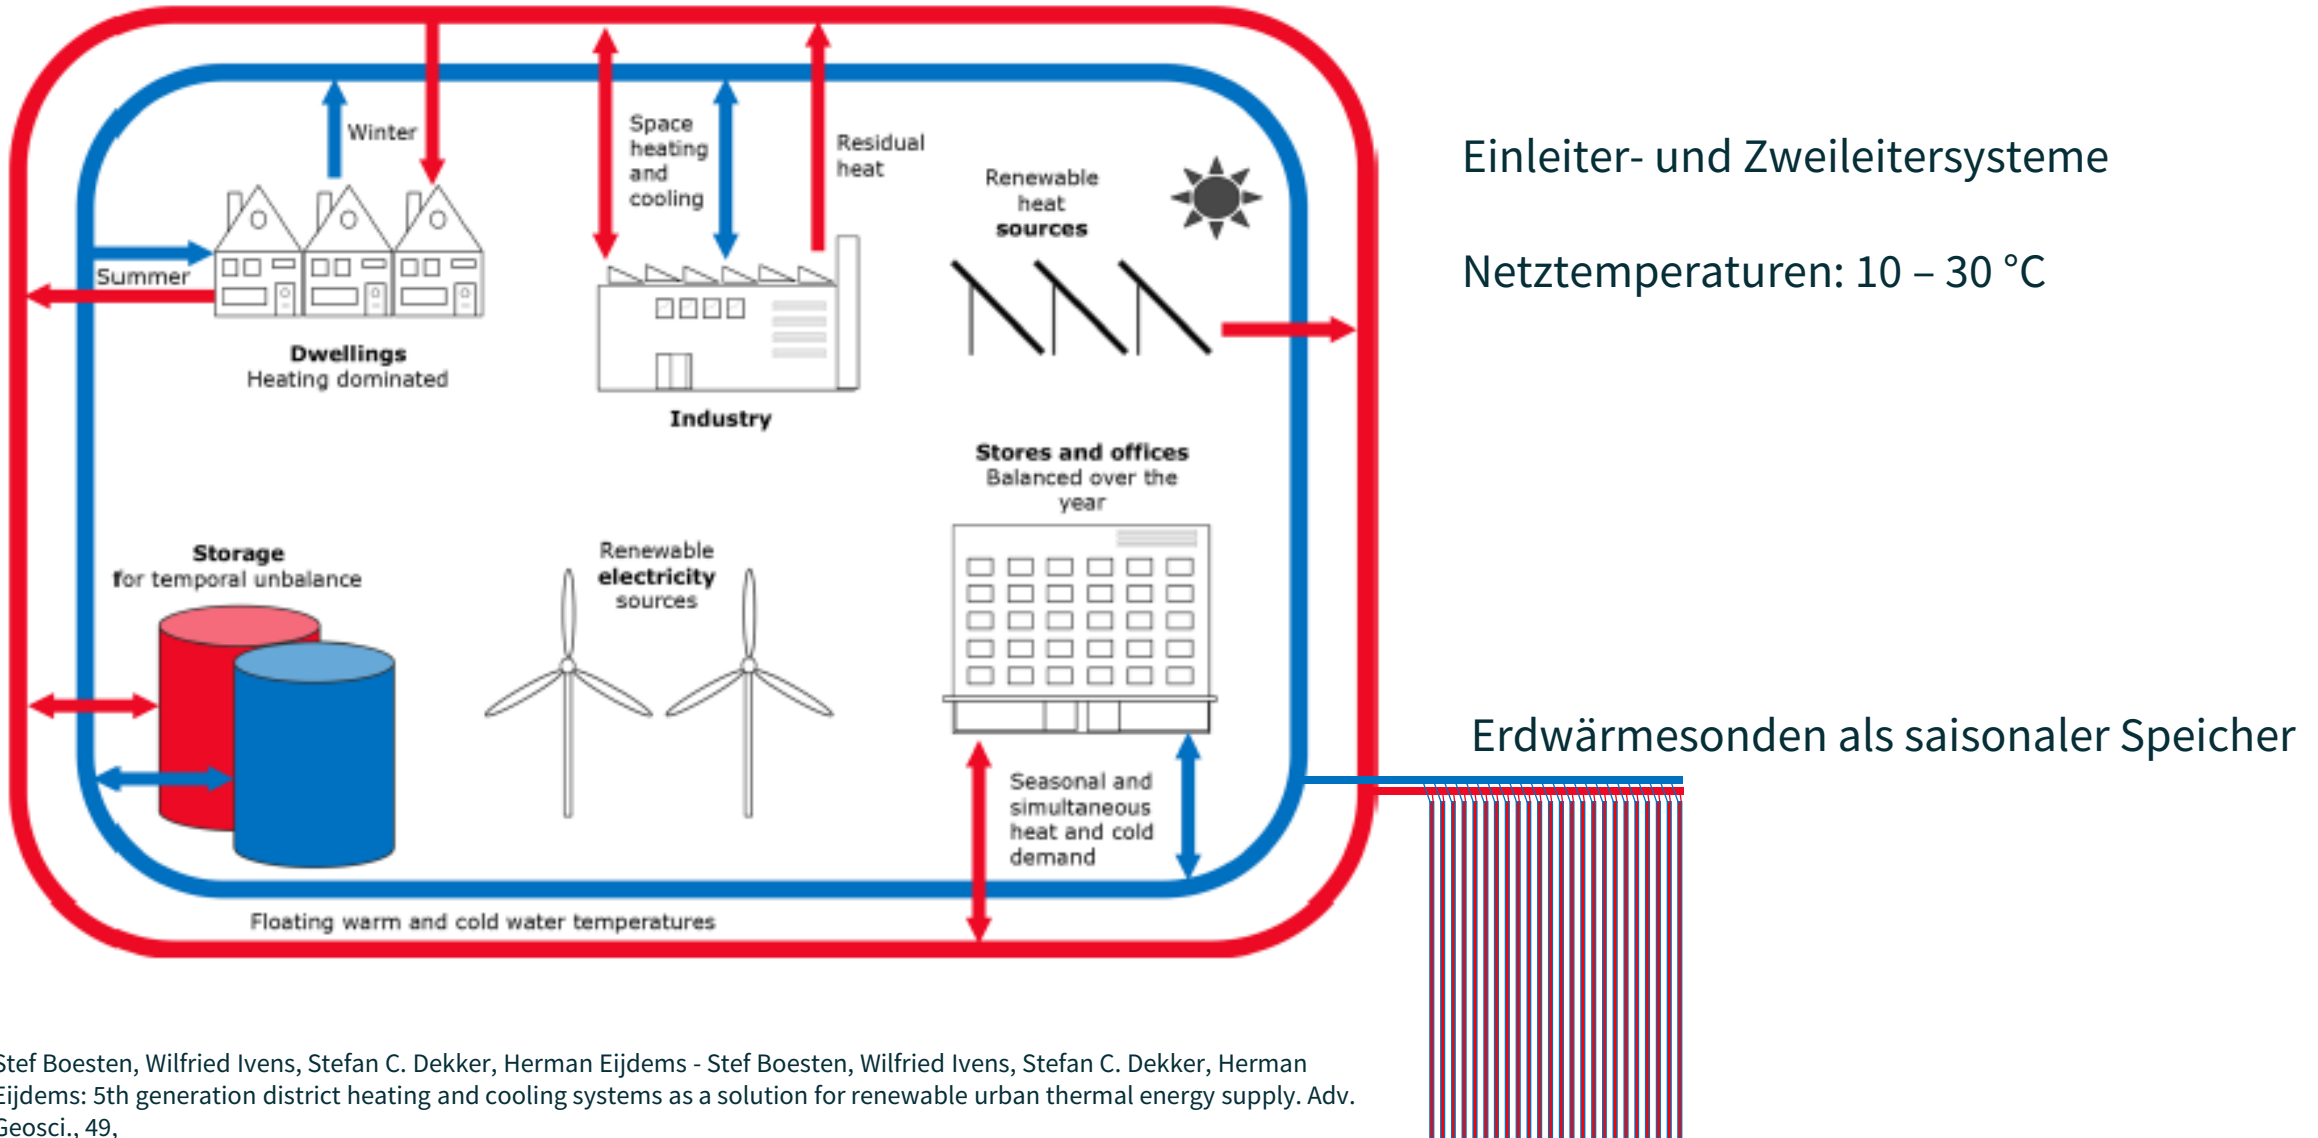 Winter
Space
heating
and
cooling
Residual
heat
Renewable
heat
sources
Einleiter- und Zweileitersysteme
Netztemperaturen: 10 – 30 °C
Summer
Dwellings
Heating dominated
Industry
Stores and offices
Balanced over the
year
Storage
for temporal unbalance
Renewable
electricity
sources
Erdwärmesonden als saisonaler Speicher
Seasonal and
simultaneous
heat and cold
demand
Floating warm and cold water temperatures
Stef Boesten, Wilfried Ivens, Stefan C. Dekker, Herman Eijdems - Stef Boesten, Wilfried Ivens, Stefan C. Dekker, Herman
Eijdems: 5th generation district heating and cooling systems as a solution for renewable urban thermal energy supply. Adv.
Geosci., 49,